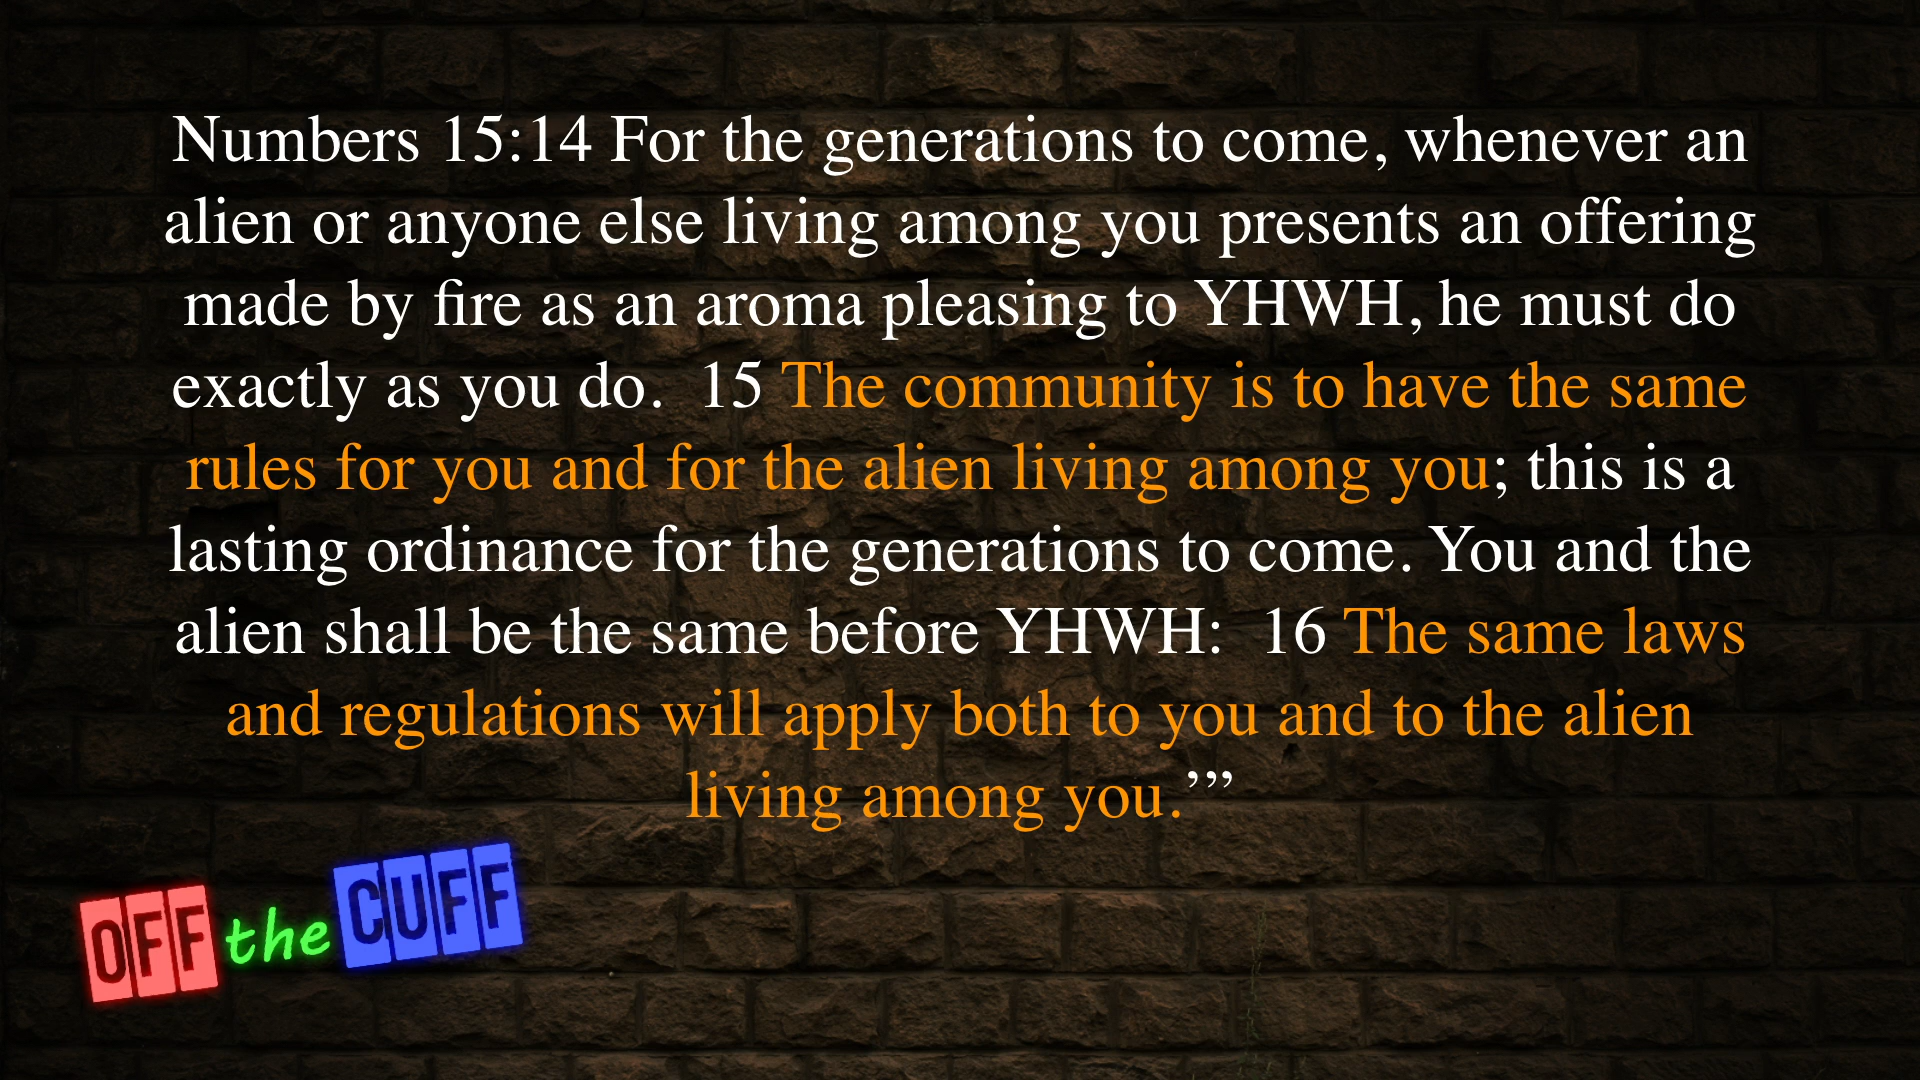 Numbers 15:14 For the generations to come, whenever an
alien or anyone else living among you presents an offering
made by fire as an aroma pleasing to YHWH, he must do
exactly as you do.  15 The community is to have the same
rules for you and for the alien living among you; this is a
lasting ordinance for the generations to come. You and the
alien shall be the same before YHWH:  16 The same laws
and regulations will apply both to you and to the alien
living among you.’”
OFF the CUFF